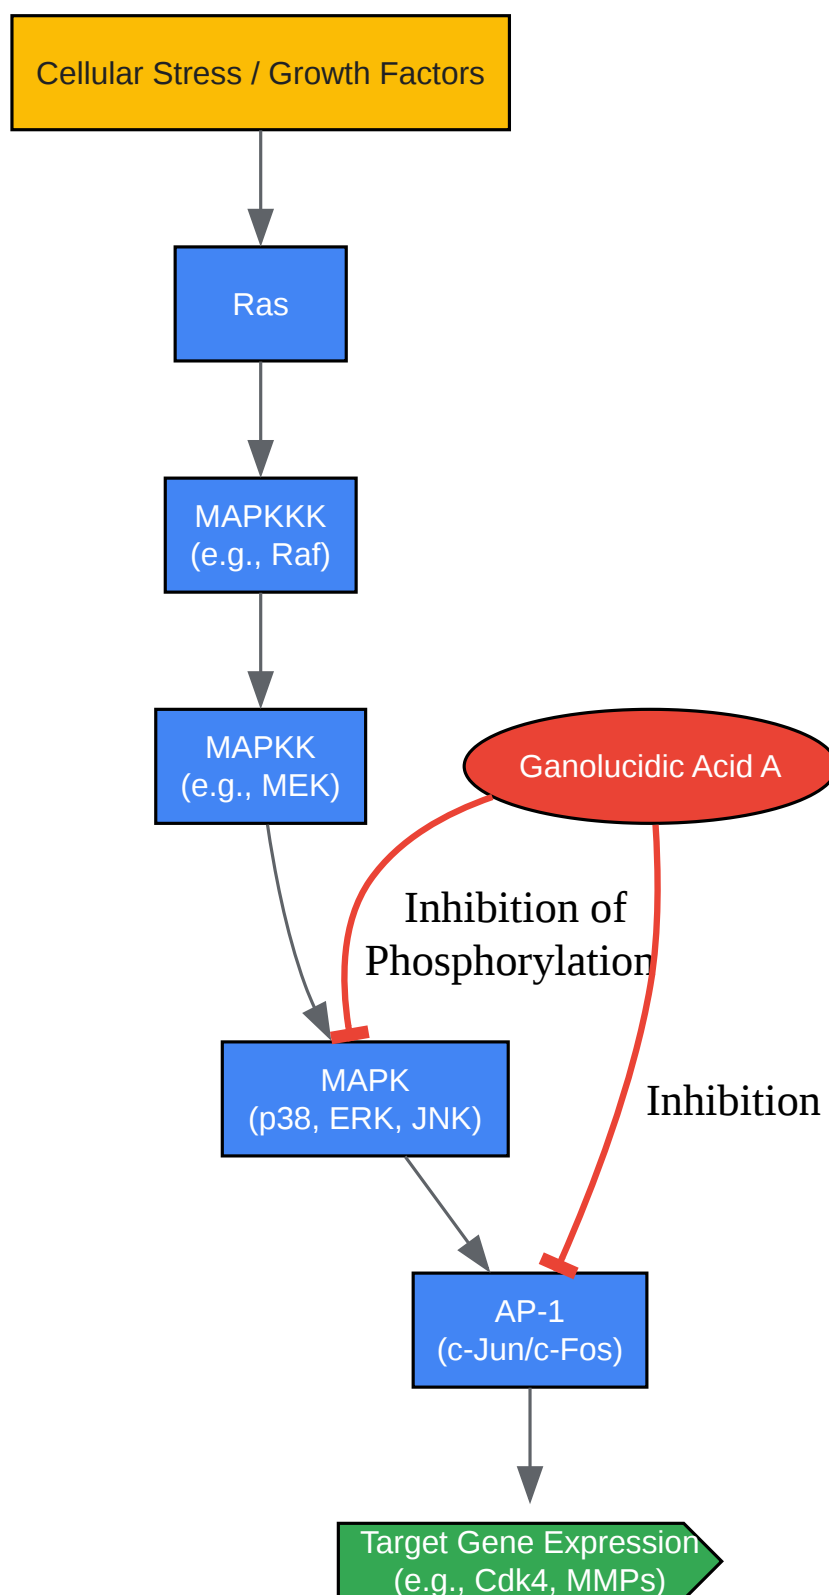 Cellular Stress / Growth Factors
Ras
MAPKKK
(e.g., Raf)
MAPKK
(e.g., MEK)
Ganolucidic Acid A
Inhibition of
Phosphorylation
MAPK
(p38, ERK, JNK)
Inhibition
AP-1
(c-Jun/c-Fos)
Target Gene Expression
(e.g., Cdk4, MMPs)